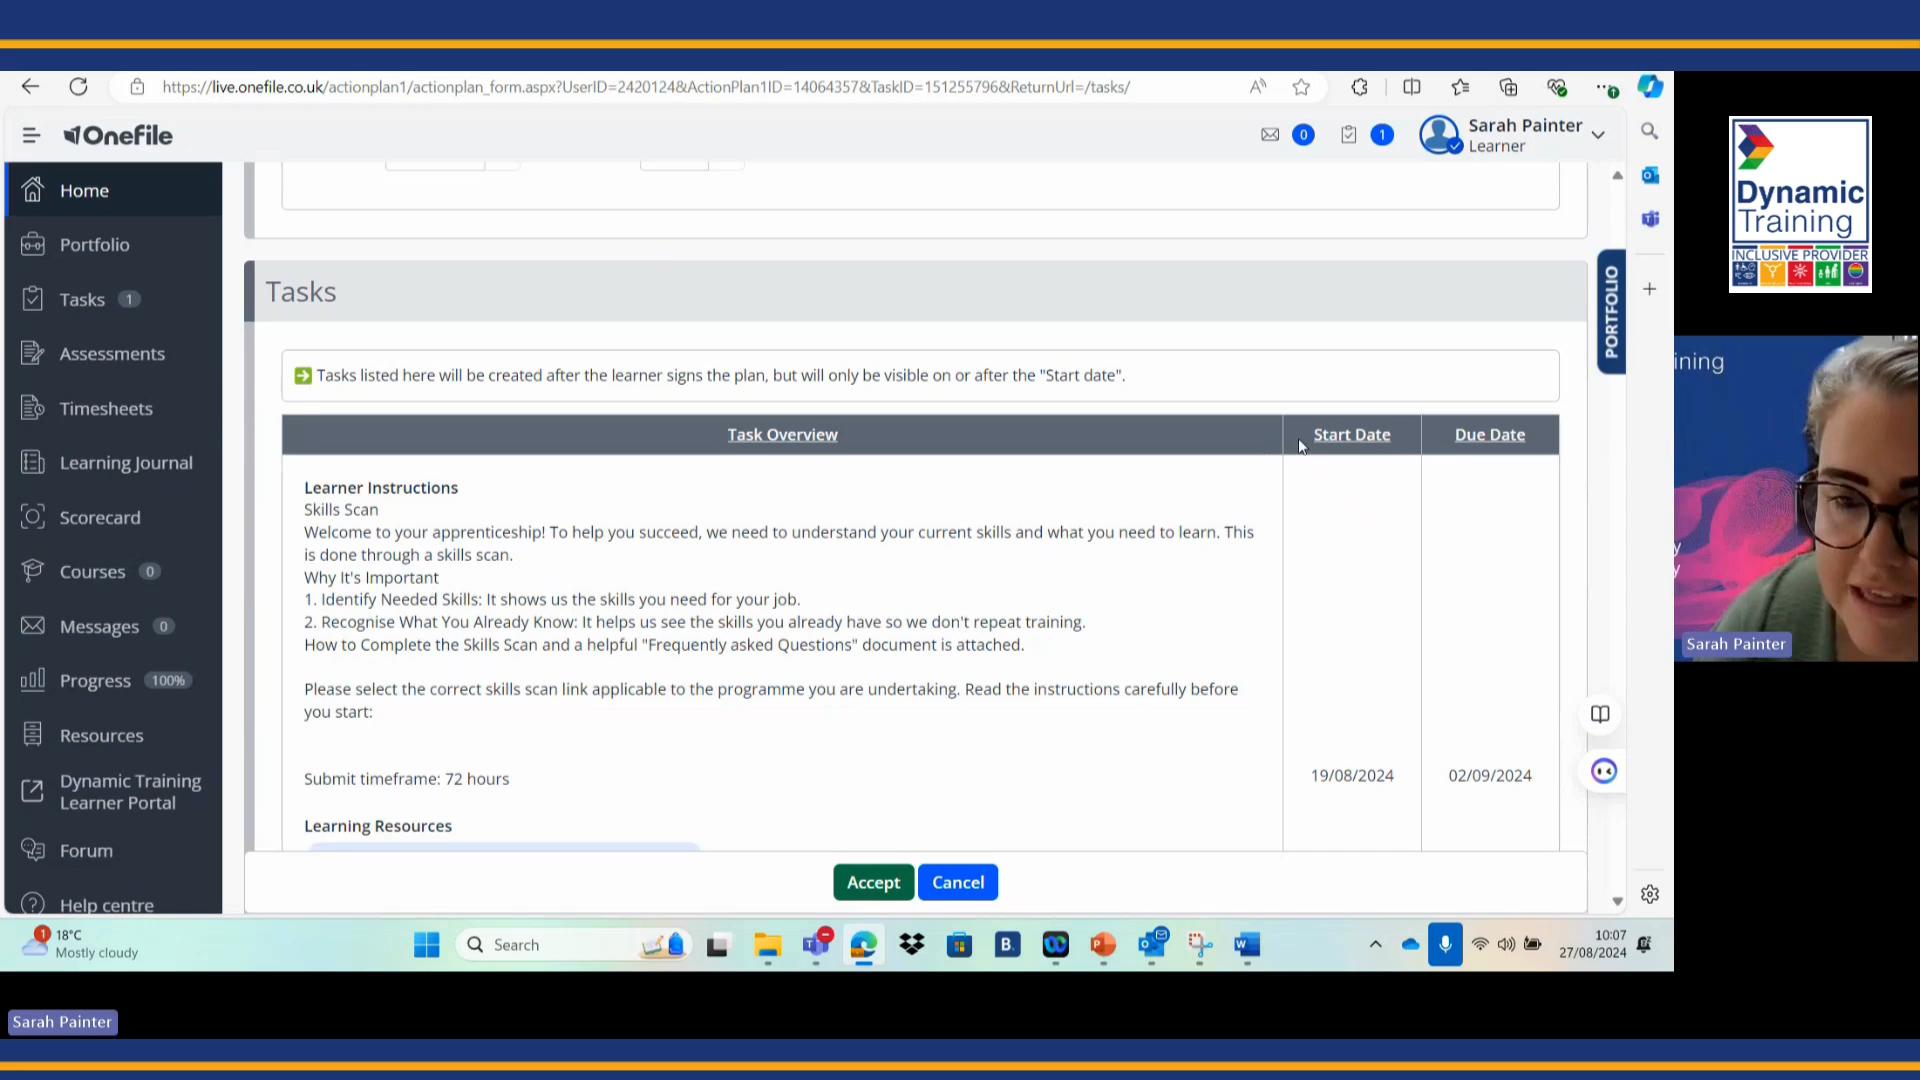 https://live.onefile.co.uk/actionplan1/actionplan_form.aspx?UserID=2420124&ActionPlan1ID=14064357&TaskID=151255796&ReturnUrl=/tasks/
Onefile
0
1
Sarah Painter
Learner
Home
Portfolio
Tasks 1
Assessments
Timesheets
Learning Journal
Scorecard
Courses 0
Messages 0
Progress 100%
Resources
Dynamic Training
Learner Portal
Forum
Help centre
Tasks
Tasks listed here will be created after the learner signs the plan, but will only be visible on or after the "Start date".
Task Overview
Start Date
Due Date
Learner Instructions
Skills Scan
Welcome to your apprenticeship! To help you succeed, we need to understand your current skills and what you need to learn. This
is done through a skills scan.
Why It's Important
1. Identify Needed Skills: It shows us the skills you need for your job.
2. Recognise What You Already Know: It helps us see the skills you already have so we don't repeat training.
How to Complete the Skills Scan and a helpful "Frequently asked Questions" document is attached.
Please select the correct skills scan link applicable to the programme you are undertaking. Read the instructions carefully before
you start:
Submit timeframe: 72 hours
19/08/2024
02/09/2024
Learning Resources
Accept
Cancel
PORTFOLIO
Dynamic
Training
INCLUSIVE PROVIDER
ining
y
y
Sarah Painter
1
18°C
Mostly cloudy
Search
B.
10:07
27/08/2024
Sarah Painter